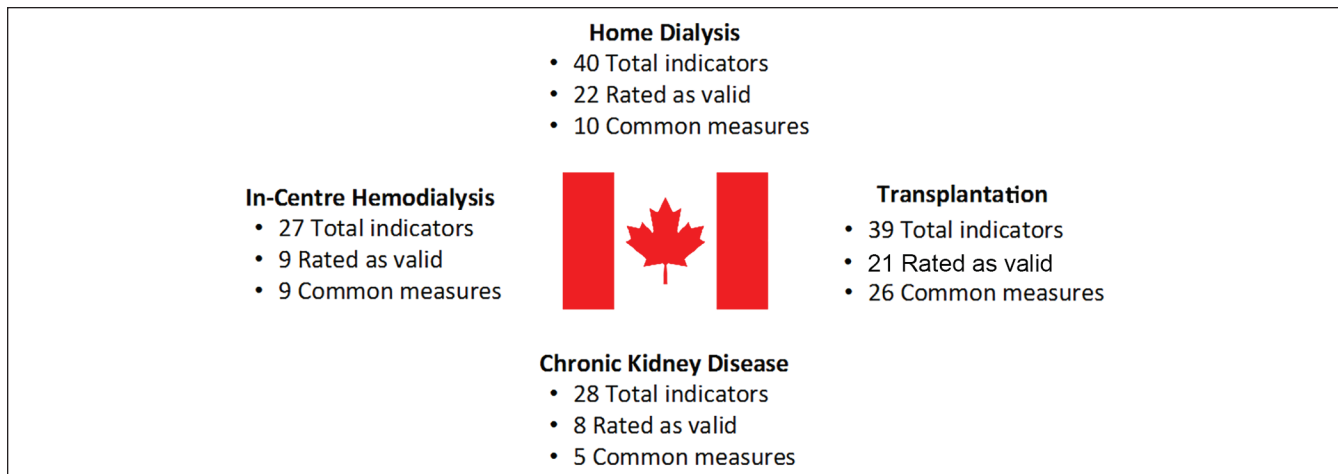 Home Dialysis
• 40 Total indicators
• 22 Rated as valid
• 10 Common measures
In-Centre Hemodialysis
• 27 Total indicators
• 9 Rated as valid
• 9 Common measures
Transplantation
• 39 Total indicators
• 21 Rated as valid
• 26 Common measures
Chronic Kidney Disease
• 28 Total indicators
• 8 Rated as valid
• 5 Common measures